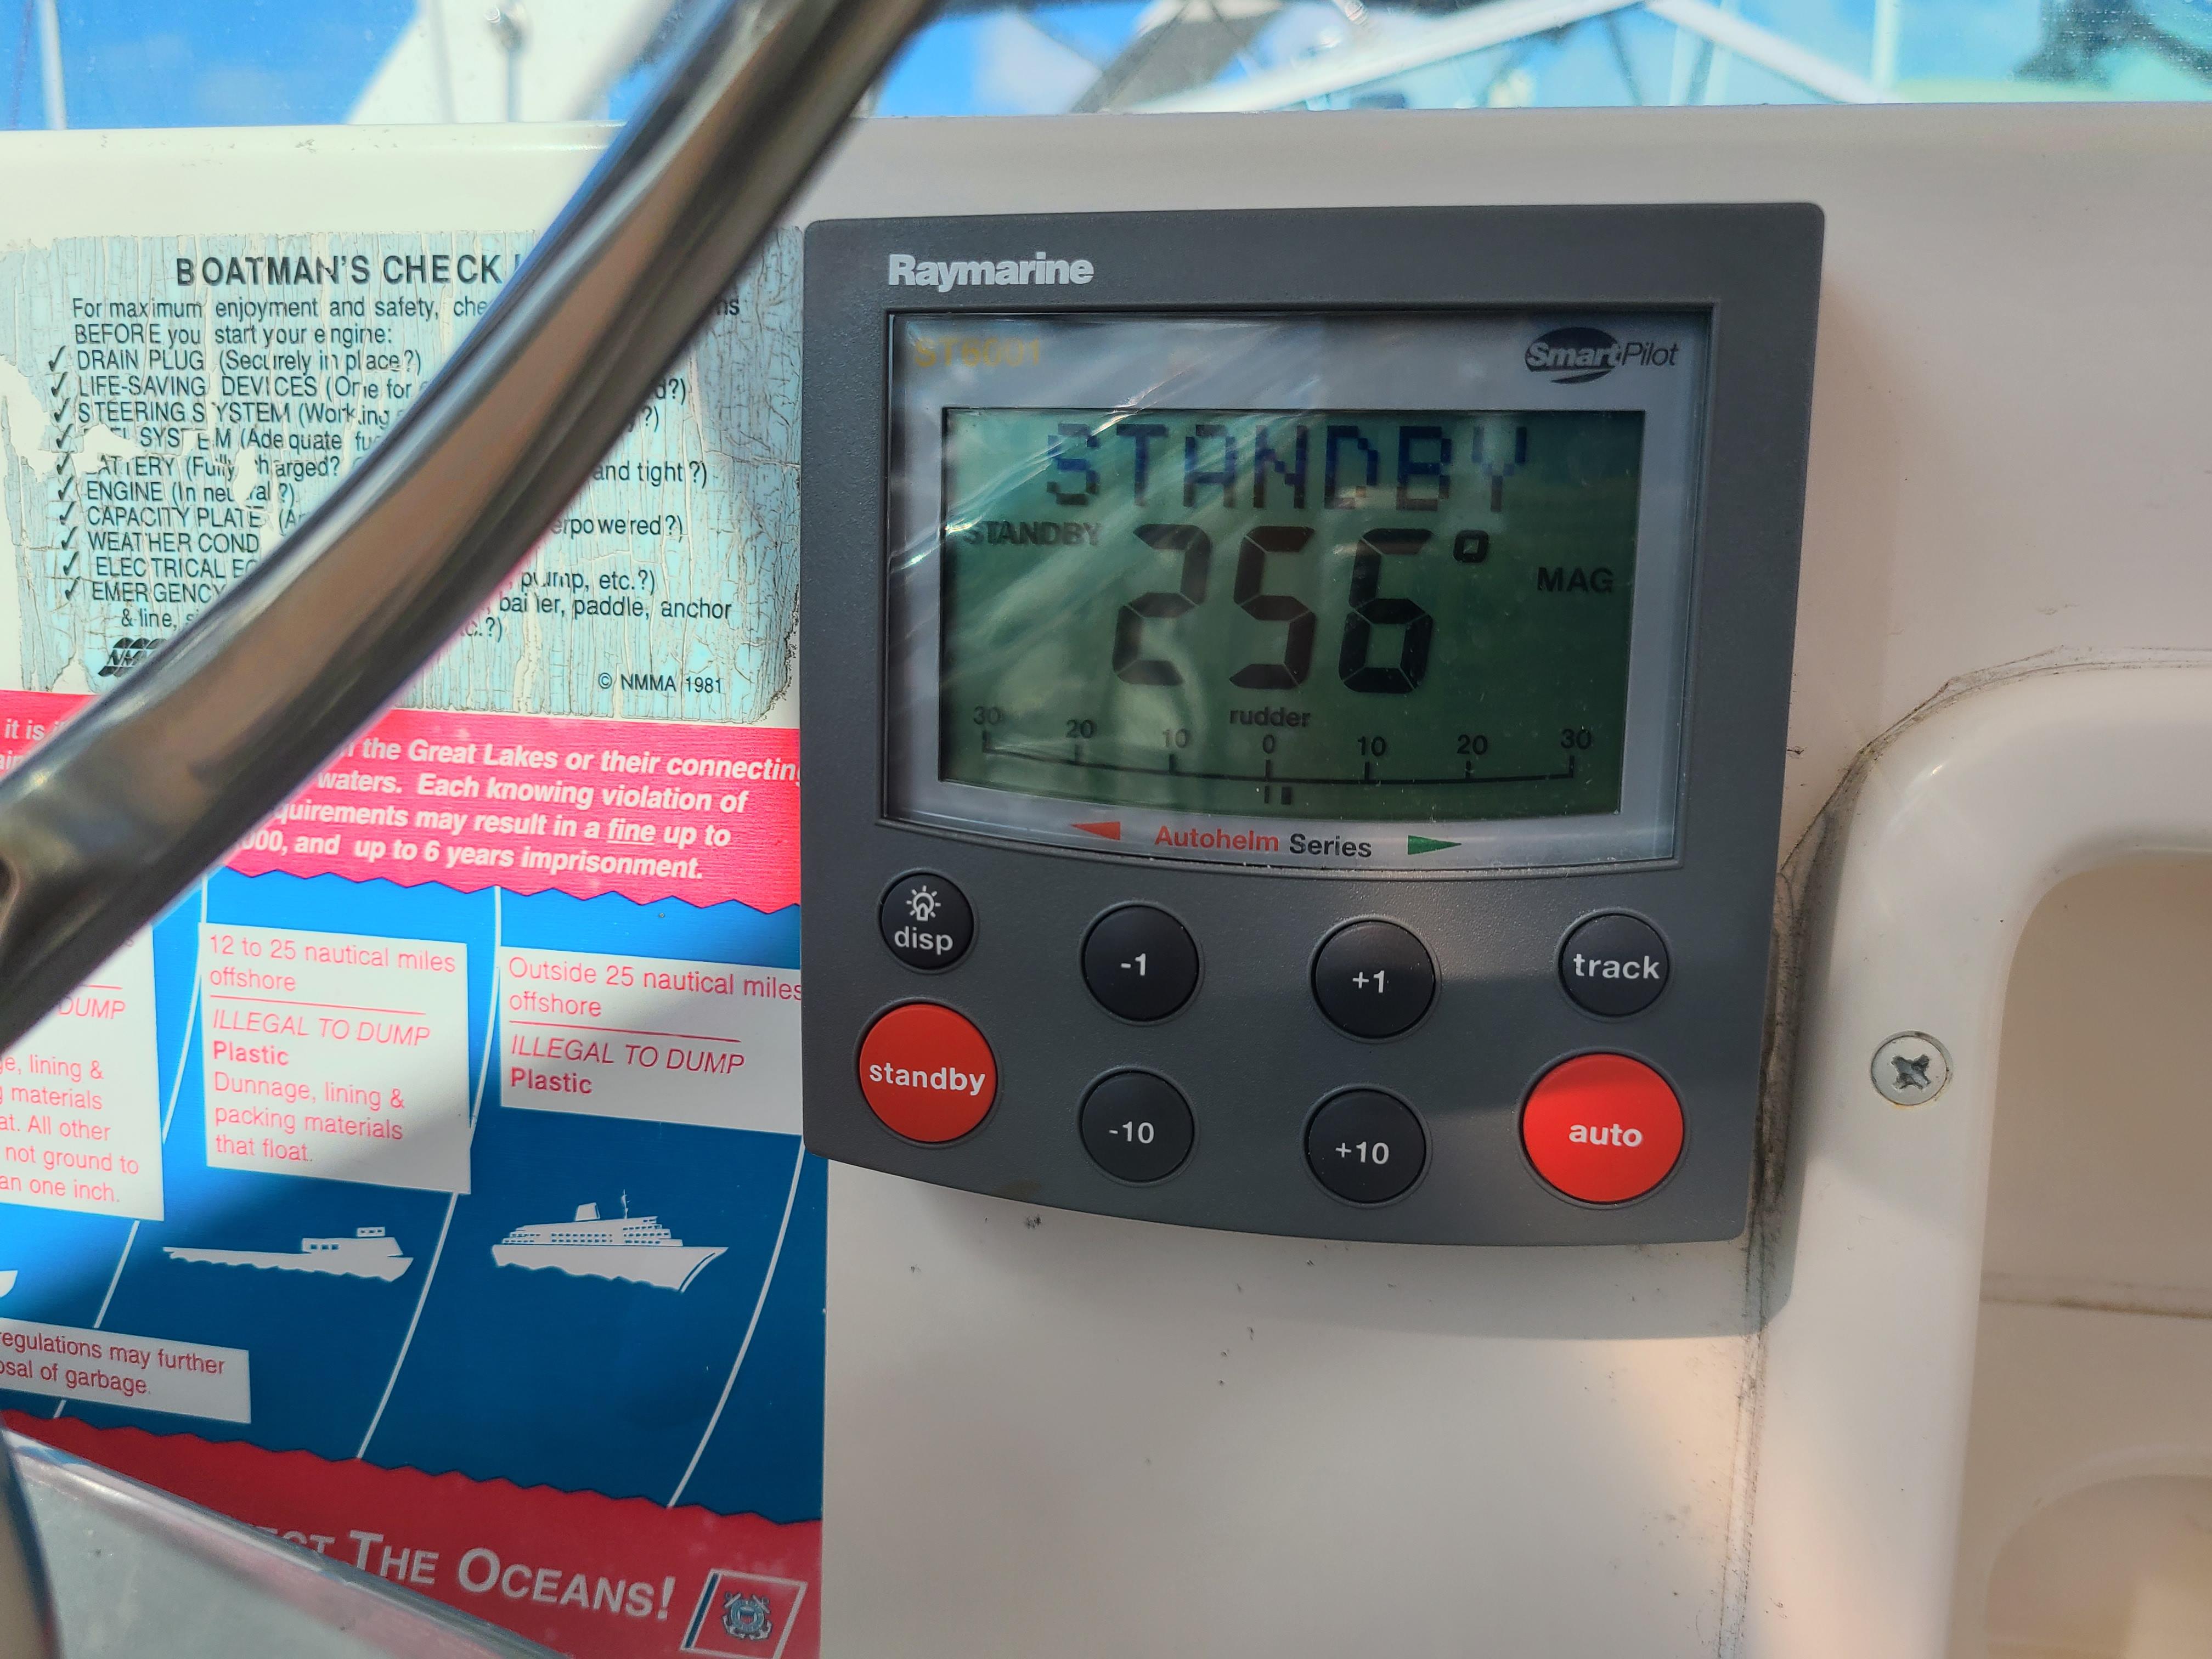 BOATMAN'S CHECK
For maximum enjoyment and safety,
BEFORE you start your engine:
✓ DRAIN PLUG (Securely in place?)
✓ LIFE-SAVING DEVICES (One for
✓ STEERING SYSTEM (Working
✓ SYSTEM (Adequate
✓ (Fully and tight?)
✓ ENGINE (In neutral?)
✓ CAPACITY PLATE
✓ WEATHER
✓ ELECTRICAL pump, etc.?)
✓ EMERGENCY paddle, anchor
& line,
© NMMA 1981
it is
the Great Lakes or their connecting
waters. Each knowing violation of
may result in a fine up to
and up to 6 years imprisonment.
DUMP
lining &
materials
All other
not ground to
one inch.
12 to 25 nautical miles
offshore
ILLEGAL TO DUMP
Plastic
Dunnage, lining &
packing materials
that float.
Outside 25 nautical miles
offshore
ILLEGAL TO DUMP
Plastic
regulations may further
of garbage.
THE OCEANS!
Raymarine
ST6001
SmartPilot
STANDBY
STANDBY
256°
MAG
rudder
30 20 10 0 10 20 30
Autohelm Series
disp
-1
+1
track
standby
-10
+10
auto